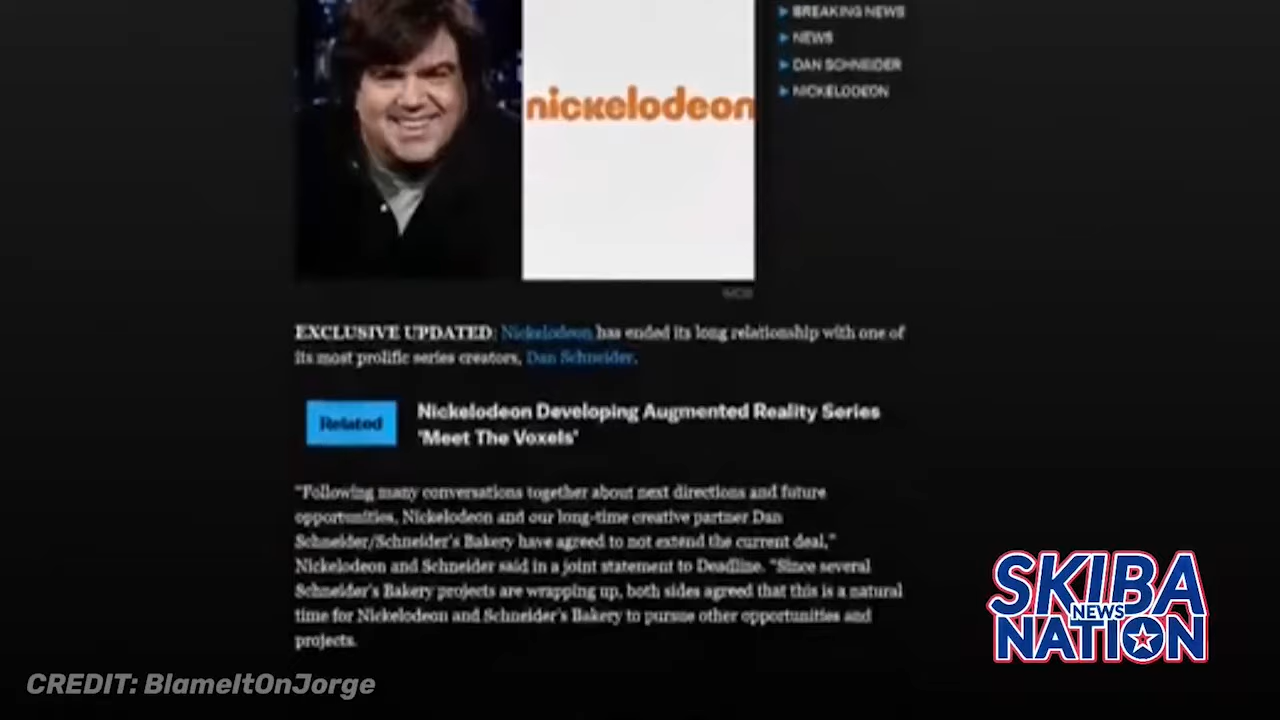 BREAKING NEWS
NEWS
DAN SCHNEIDER
NICKELODEON
nickelodeon
EXCLUSIVE UPDATED: Nickelodeon has ended its long relationship with one of
its most prolific series creators, Dan Schneider.
Related
Nickelodeon Developing Augmented Reality Series
'Meet The Voxels'
"Following many conversations together about next directions and future
opportunities, Nickelodeon and our long-time creative partner Dan
Schneider/Schneider's Bakery have agreed to not extend the current deal,"
Nickelodeon and Schneider said in a joint statement to Deadline. "Since several
Schneider's Bakery projects are wrapping up, both sides agreed that this is a natural
time for Nickelodeon and Schneider's Bakery to pursue other opportunities and
projects.
SKIBA
NEWS
NATION
CREDIT: BlameItOnJorge